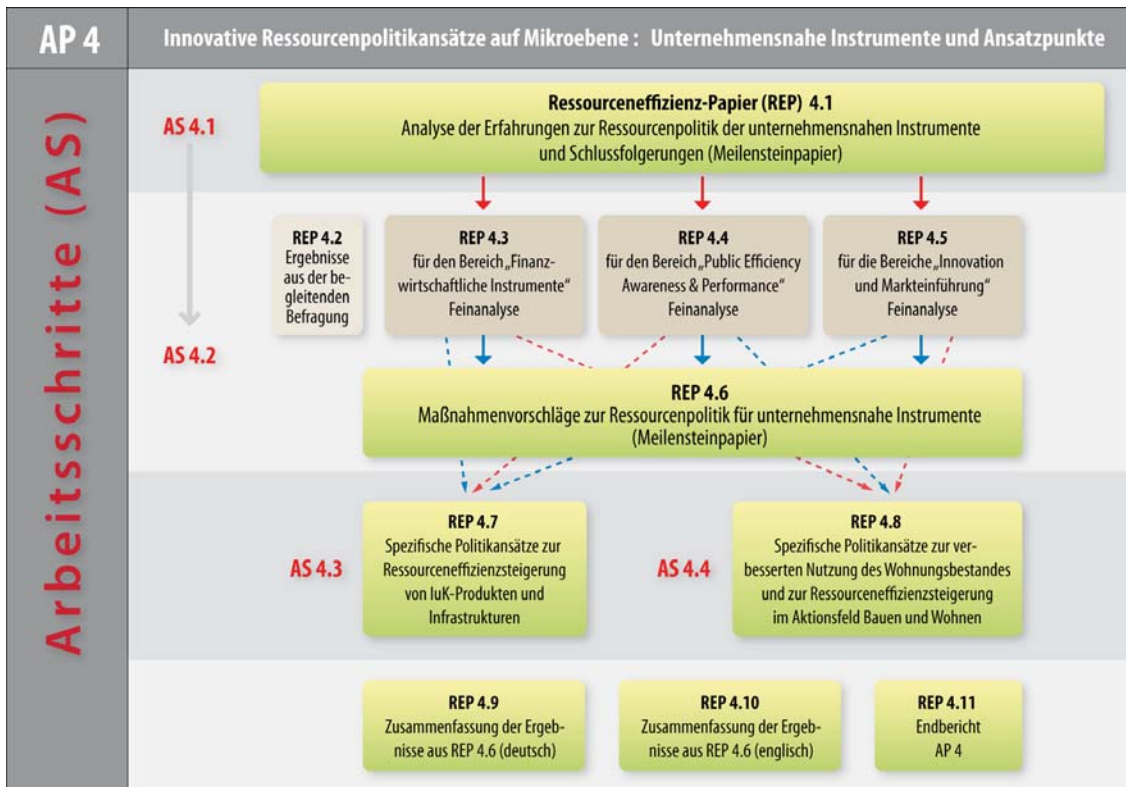 AP 4
Innovative Ressourcenpolitikansätze auf Mikroebene : Unternehmensnahe Instrumente und Ansatzpunkte
Arbeitsschritte (AS)
AS 4.1
Ressourceneffizienz-Papier (REP) 4.1
Analyse der Erfahrungen zur Ressourcenpolitik der unternehmensnahen Instrumente
und Schlussfolgerungen (Meilensteinpapier)
REP 4.2
Ergebnisse
aus der be-
gleitenden
Befragung
REP 4.3
für den Bereich „Finanz-
wirtschaftliche Instrumente“
Feinanalyse
REP 4.4
für den Bereich „Public Efficiency
Awareness & Performance“
Feinanalyse
REP 4.5
für die Bereiche „Innovation
und Markteinführung“
Feinanalyse
AS 4.2
REP 4.6
Maßnahmenvorschläge zur Ressourcenpolitik für unternehmensnahe Instrumente
(Meilensteinpapier)
AS 4.3
REP 4.7
Spezifische Politikansätze zur
Ressourceneffizienzsteigerung
von IuK-Produkten und
Infrastrukturen
AS 4.4
REP 4.8
Spezifische Politikansätze zur ver-
besserten Nutzung des Wohnungsbestandes
und zur Ressourceneffizienzsteigerung
im Aktionsfeld Bauen und Wohnen
REP 4.9
Zusammenfassung der Ergeb-
nisse aus REP 4.6 (deutsch)
REP 4.10
Zusammenfassung der Ergeb-
nisse aus REP 4.6 (englisch)
REP 4.11
Endbericht
AP 4